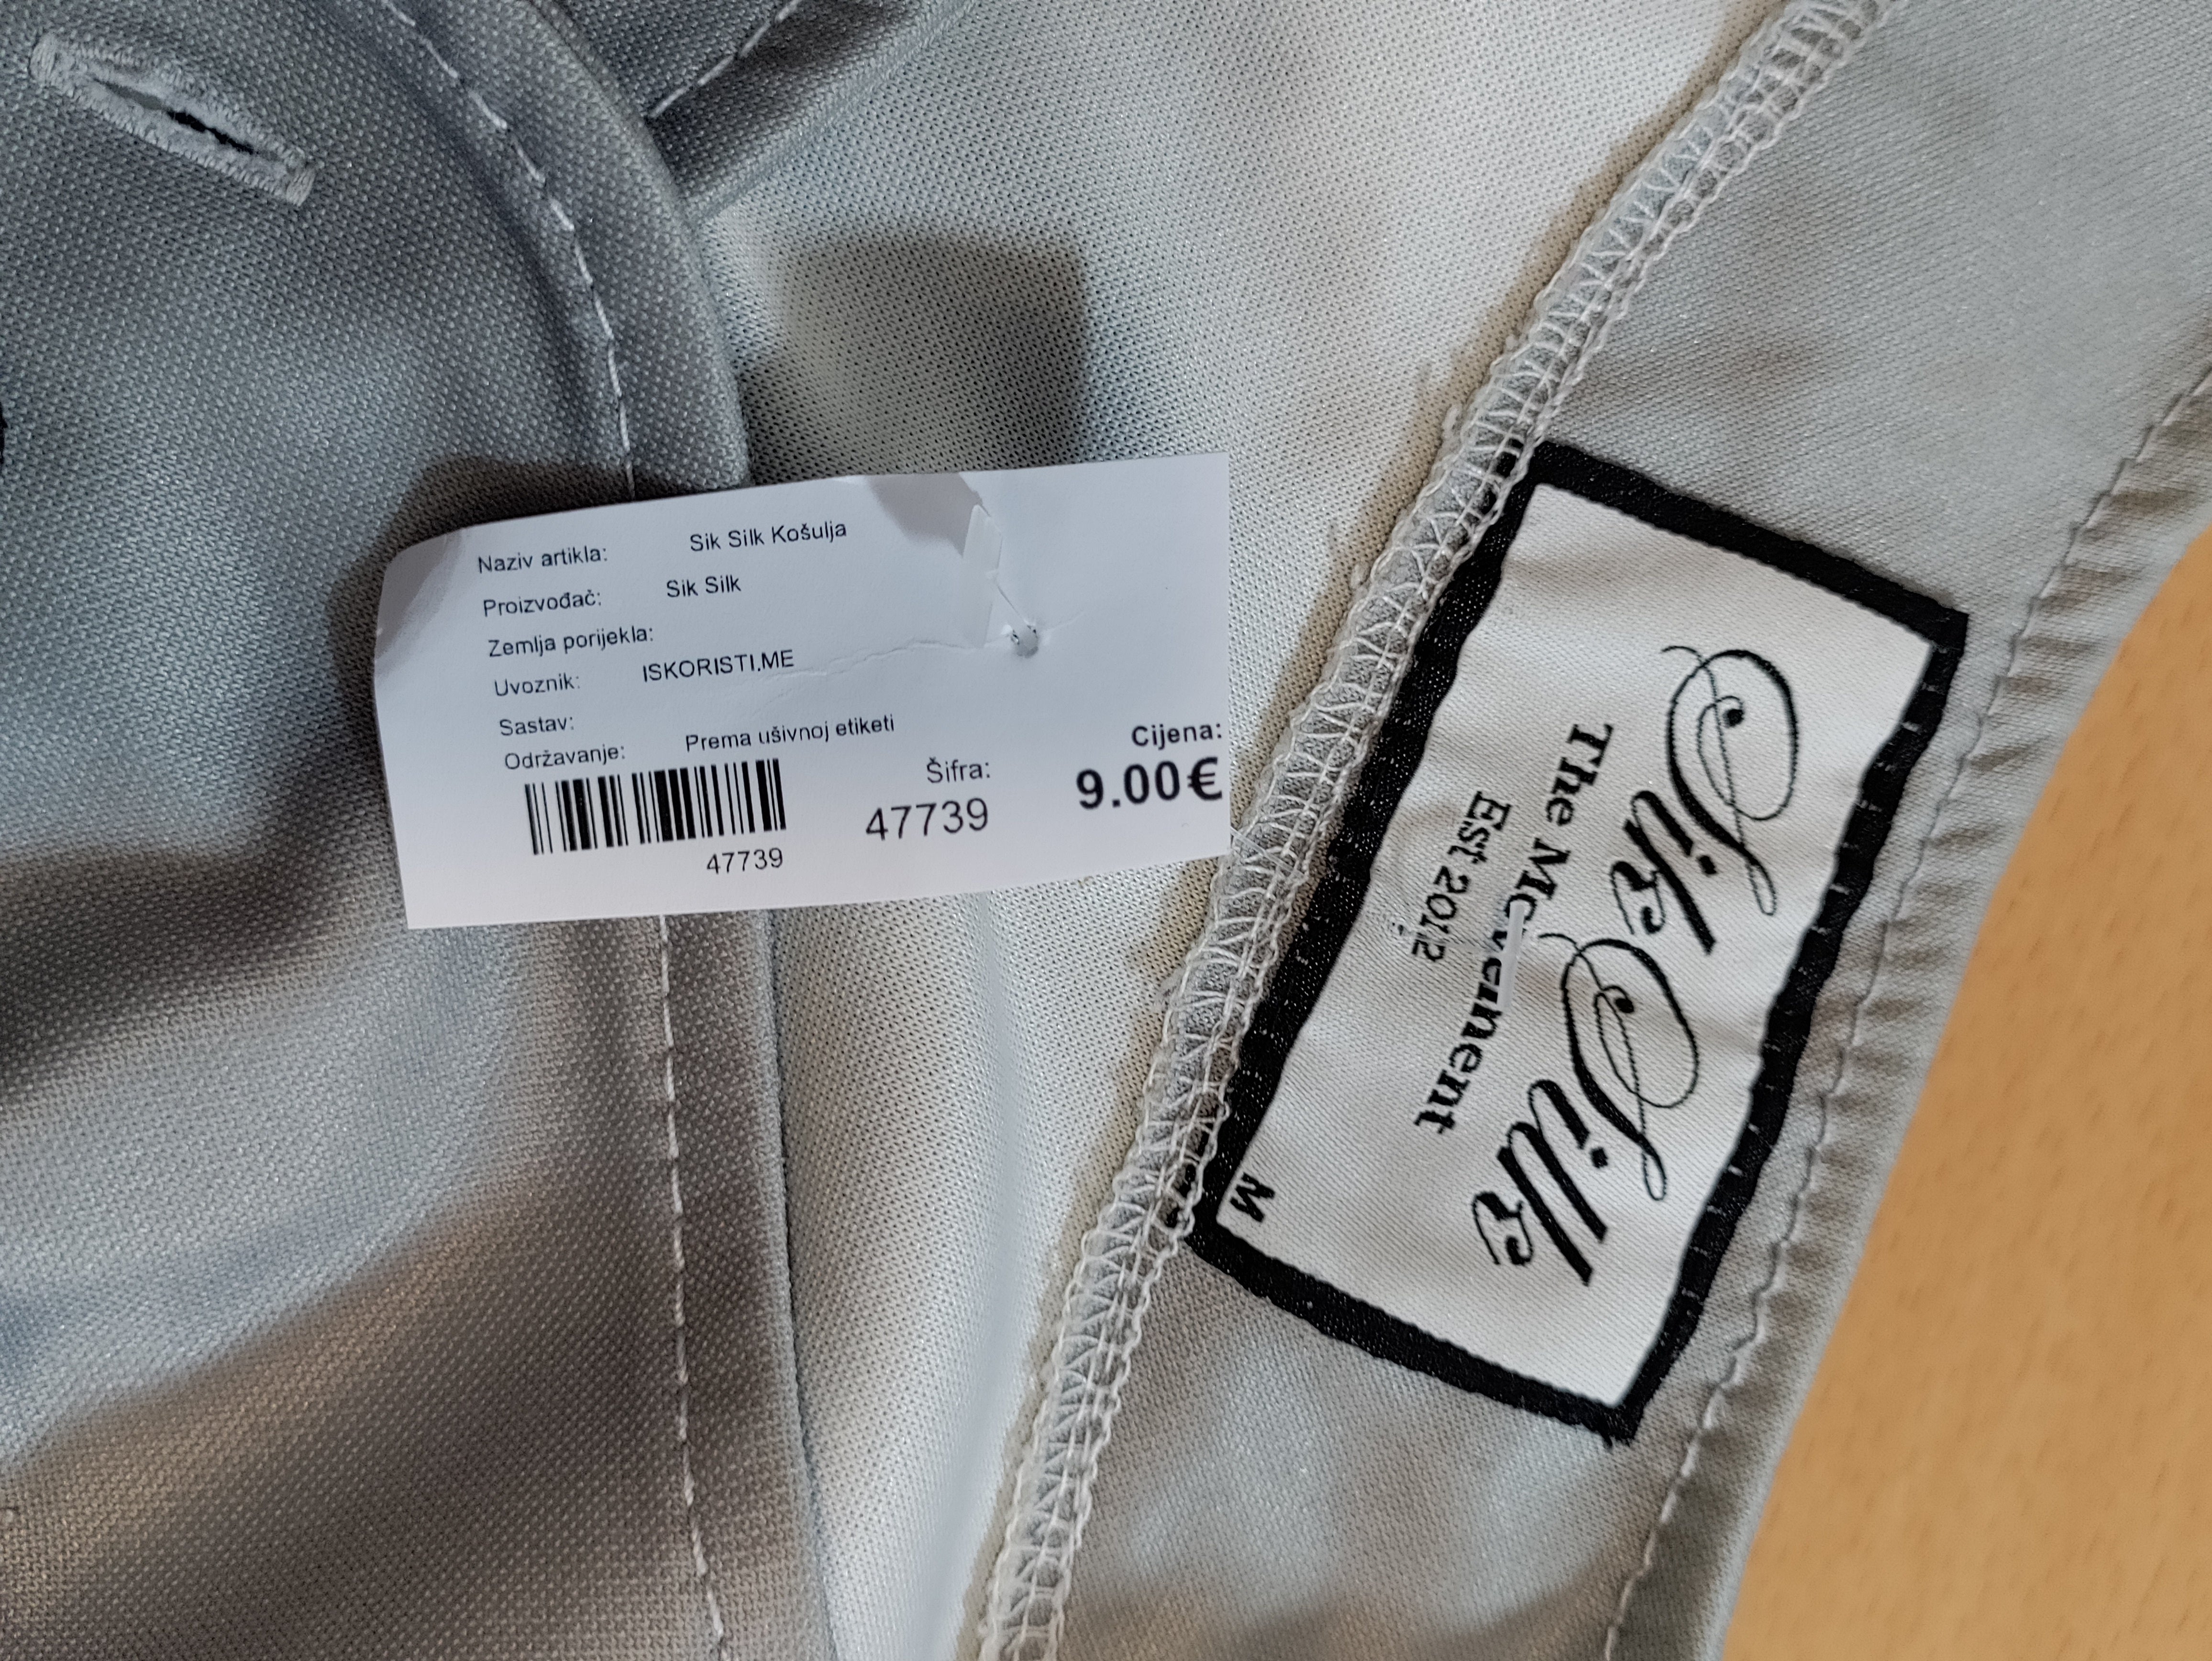 Naziv artikla: Sik Silk Košulja
Proizvođač: Sik Silk
Zemlja porijekla:
Uvoznik: ISKORISTI.ME
Sastav:
Održavanje: Prema ušivnoj etiketi
Cijena:
Šifra:
9.00€
47739
47739
Sik Silk
The Movement
Est 2012
M